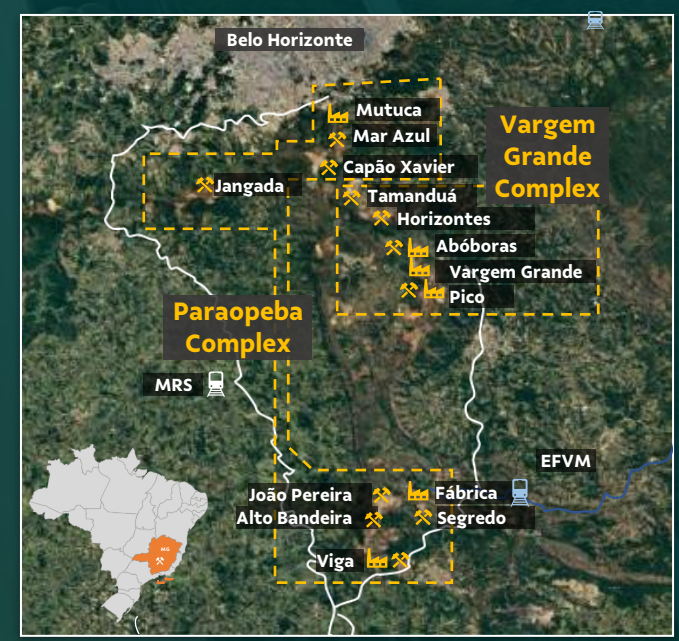 Belo Horizonte
Mutuca
Mar Azul
Capão Xavier
Jangada
Vargem
Grande
Complex
Tamanduá
Horizontes
Abóboras
Vargem Grande
Pico
Paraopeba
Complex
MRS
EFVM
João Pereira
Fábrica
Alto Bandeira
Segredo
Viga
MG